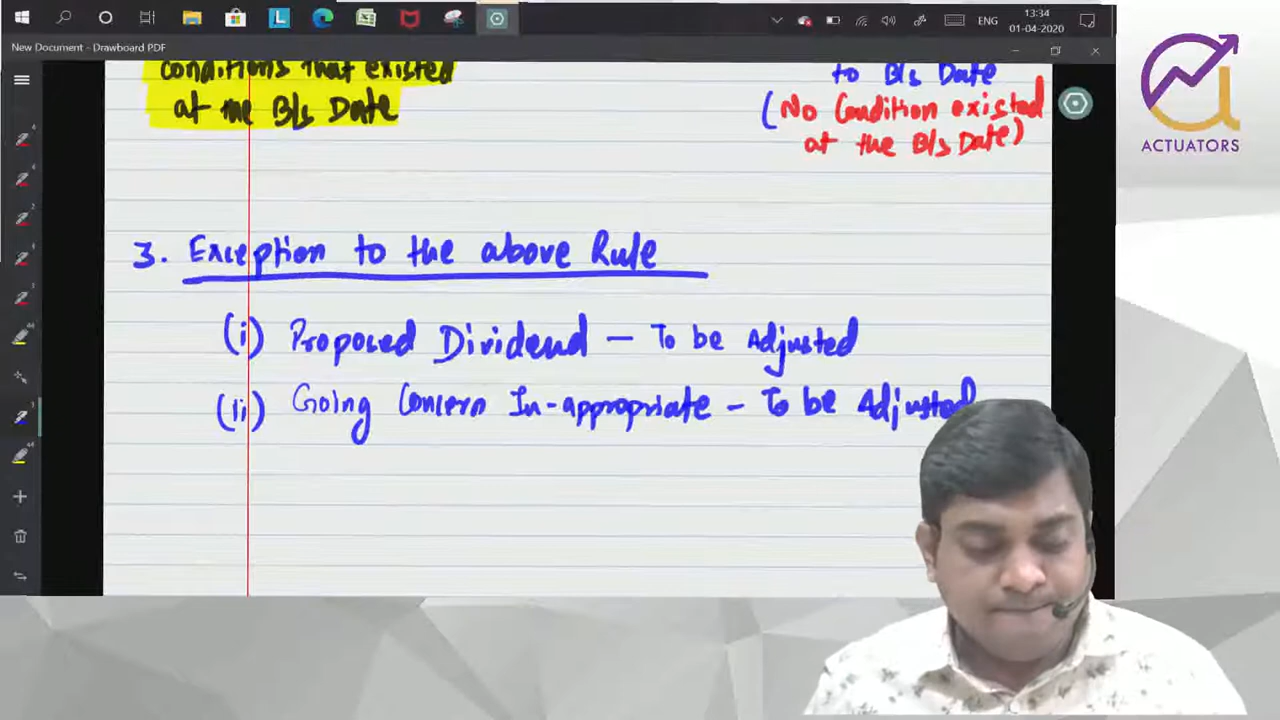 13:34
ENG
01-04-2020
New Document - Drawboard PDF
conditions that existed
at the B/s Date
to B/s Date
(No Condition existed
at the B/s Date)
ACTUATORS
3. Exception to the above Rule
(i) Proposed Dividend – To be Adjusted
(ii) Going Concern In-appropriate – To be Adjusted